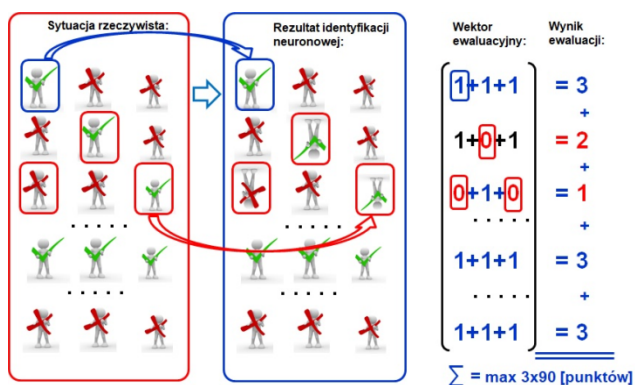 Sytuacja rzeczywista:
Rezultat identyfikacji
neuronowej:
Wektor
ewaluacyjny:
Wynik
ewaluacji:
1+1+1 = 3
+
1+0+1 = 2
+
0+1+0 = 1
. . . . .
+
1+1+1 = 3
. . . . .
+
1+1+1 = 3
∑ = max 3x90 [punktów]